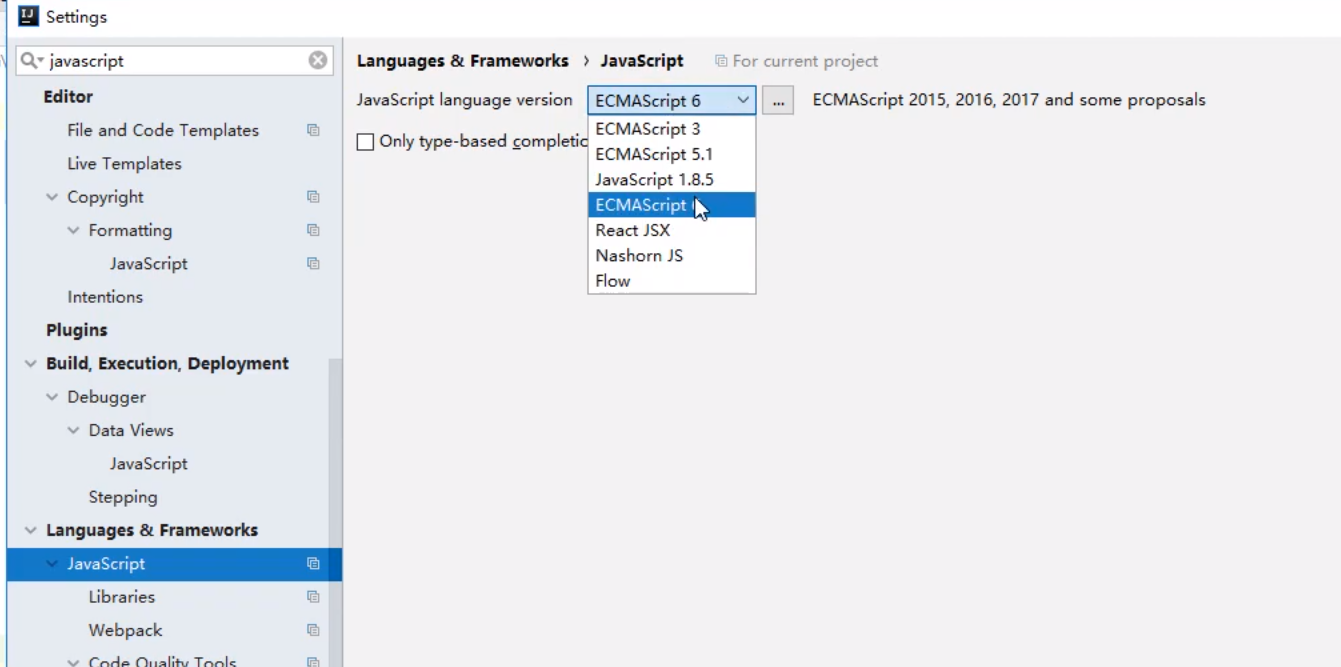 Settings
javascript
Editor
File and Code Templates
Live Templates
Copyright
Formatting
JavaScript
Intentions
Plugins
Build, Execution, Deployment
Debugger
Data Views
JavaScript
Stepping
Languages & Frameworks
JavaScript
Libraries
Webpack
Code Quality Tools
Languages & Frameworks › JavaScript For current project
JavaScript language version ECMAScript 6 ... ECMAScript 2015, 2016, 2017 and some proposals
Only type-based
ECMAScript 3
ECMAScript 5.1
JavaScript 1.8.5
ECMAScript
React JSX
Nashorn JS
Flow